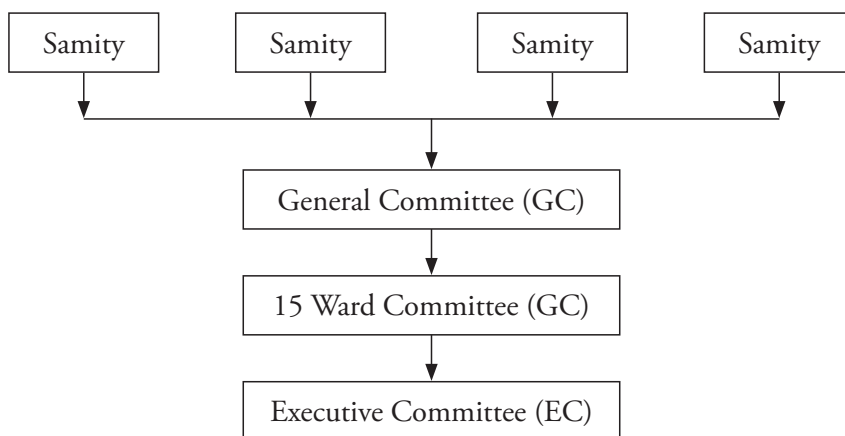 Samity
Samity
Samity
Samity
General Committee (GC)
15 Ward Committee (GC)
Executive Committee (EC)